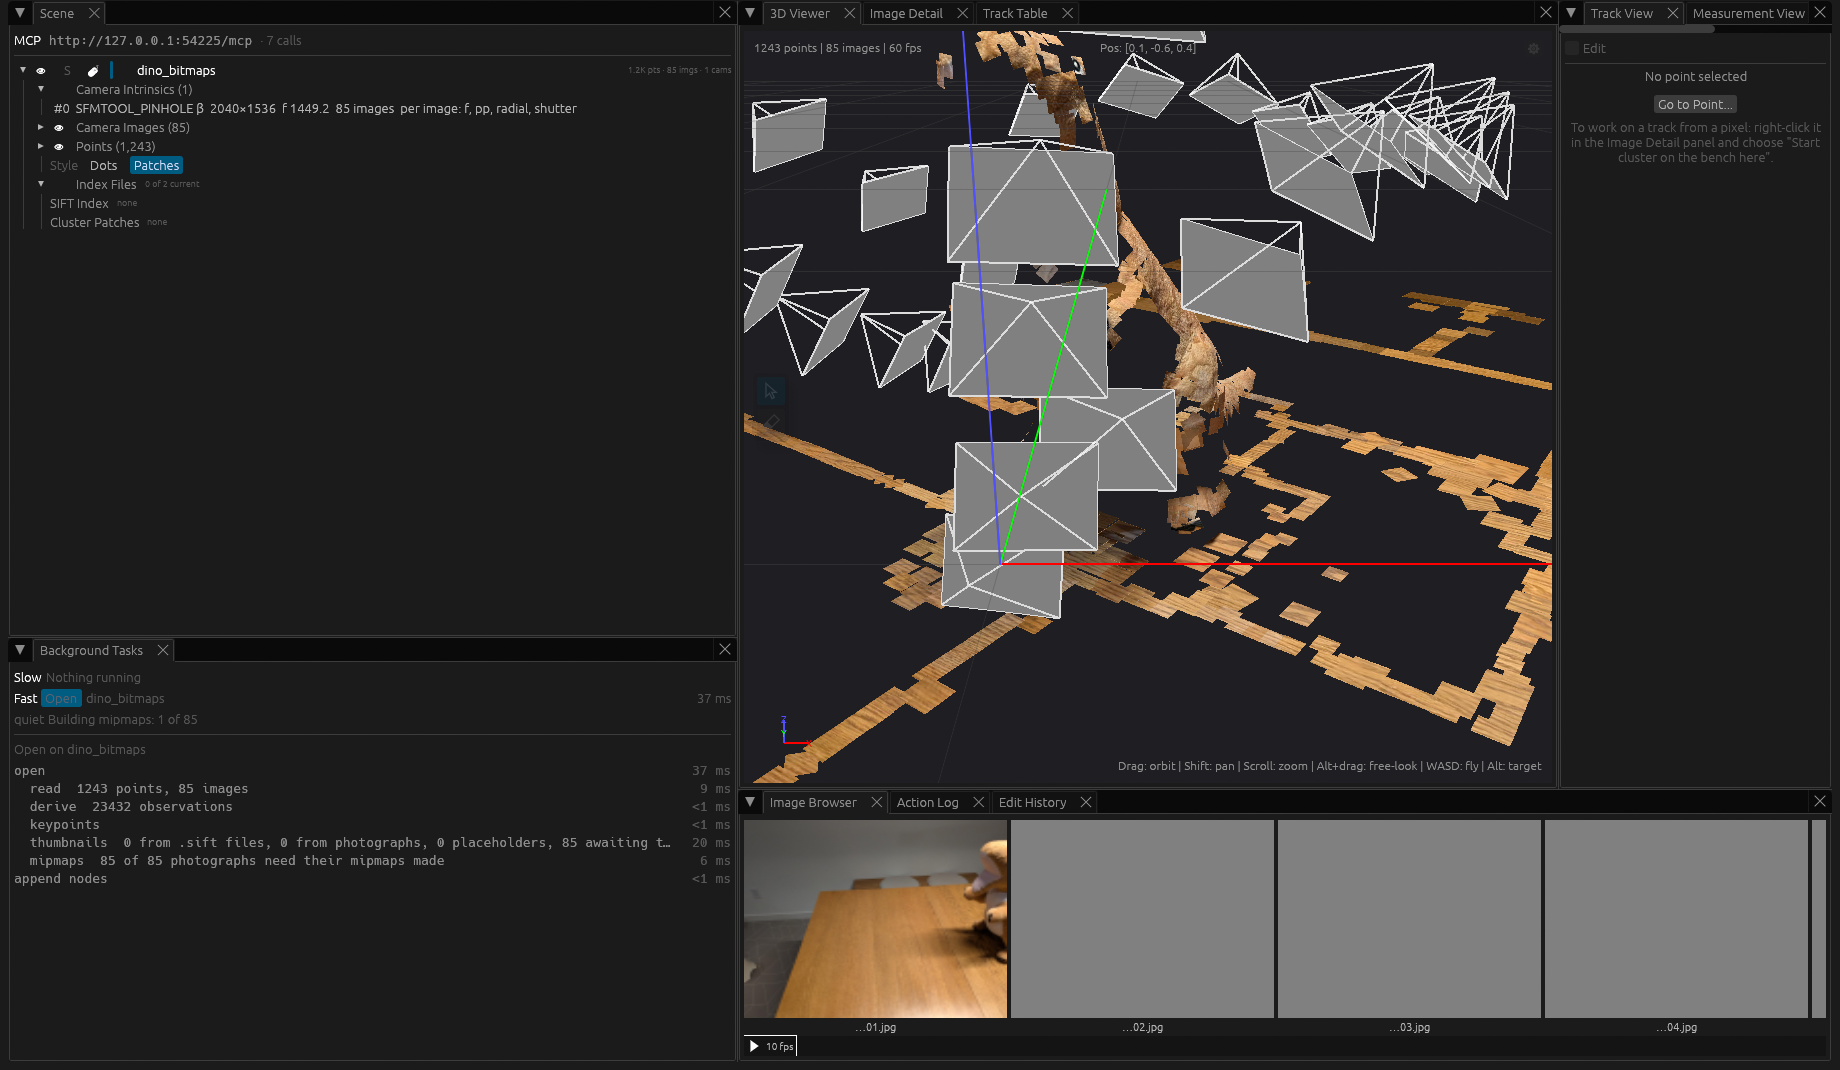 Scene
MCP http://127.0.0.1:54225/mcp · 7 calls
S dino_bitmaps 1.2K pts · 85 imgs · 1 cams
Camera Intrinsics (1)
#0 SFMTOOL_PINHOLE β 2040×1536 f 1449.2 85 images per image: f, pp, radial, shutter
Camera Images (85)
Points (1,243)
Style Dots Patches
Index Files 0 of 2 current
SIFT Index none
Cluster Patches none
Background Tasks
Slow Nothing running
Fast Open dino_bitmaps 37 ms
quiet Building mipmaps: 1 of 85
Open on dino_bitmaps
open 37 ms
read 1243 points, 85 images 9 ms
derive 23432 observations <1 ms
keypoints <1 ms
thumbnails 0 from .sift files, 0 from photographs, 0 placeholders, 85 awaiting t… 20 ms
mipmaps 85 of 85 photographs need their mipmaps made 6 ms
append nodes <1 ms
3D Viewer Image Detail Track Table
1243 points | 85 images | 60 fps
Pos: [0.1, -0.6, 0.4]
Z
Drag: orbit | Shift: pan | Scroll: zoom | Alt+drag: free-look | WASD: fly | Alt: target
Track View Measurement View
Edit
No point selected
Go to Point...
To work on a track from a pixel: right-click it
in the Image Detail panel and choose "Start
cluster on the bench here".
Image Browser Action Log Edit History
...01.jpg
...02.jpg
...03.jpg
...04.jpg
10 fps